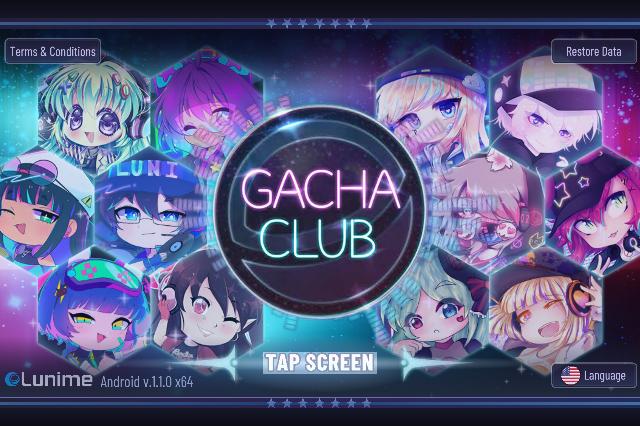 Terms & Conditions
Restore Data
LUNI
GACHA
CLUB
TAP SCREEN
Lunime Android v.1.1.0 x64
Language